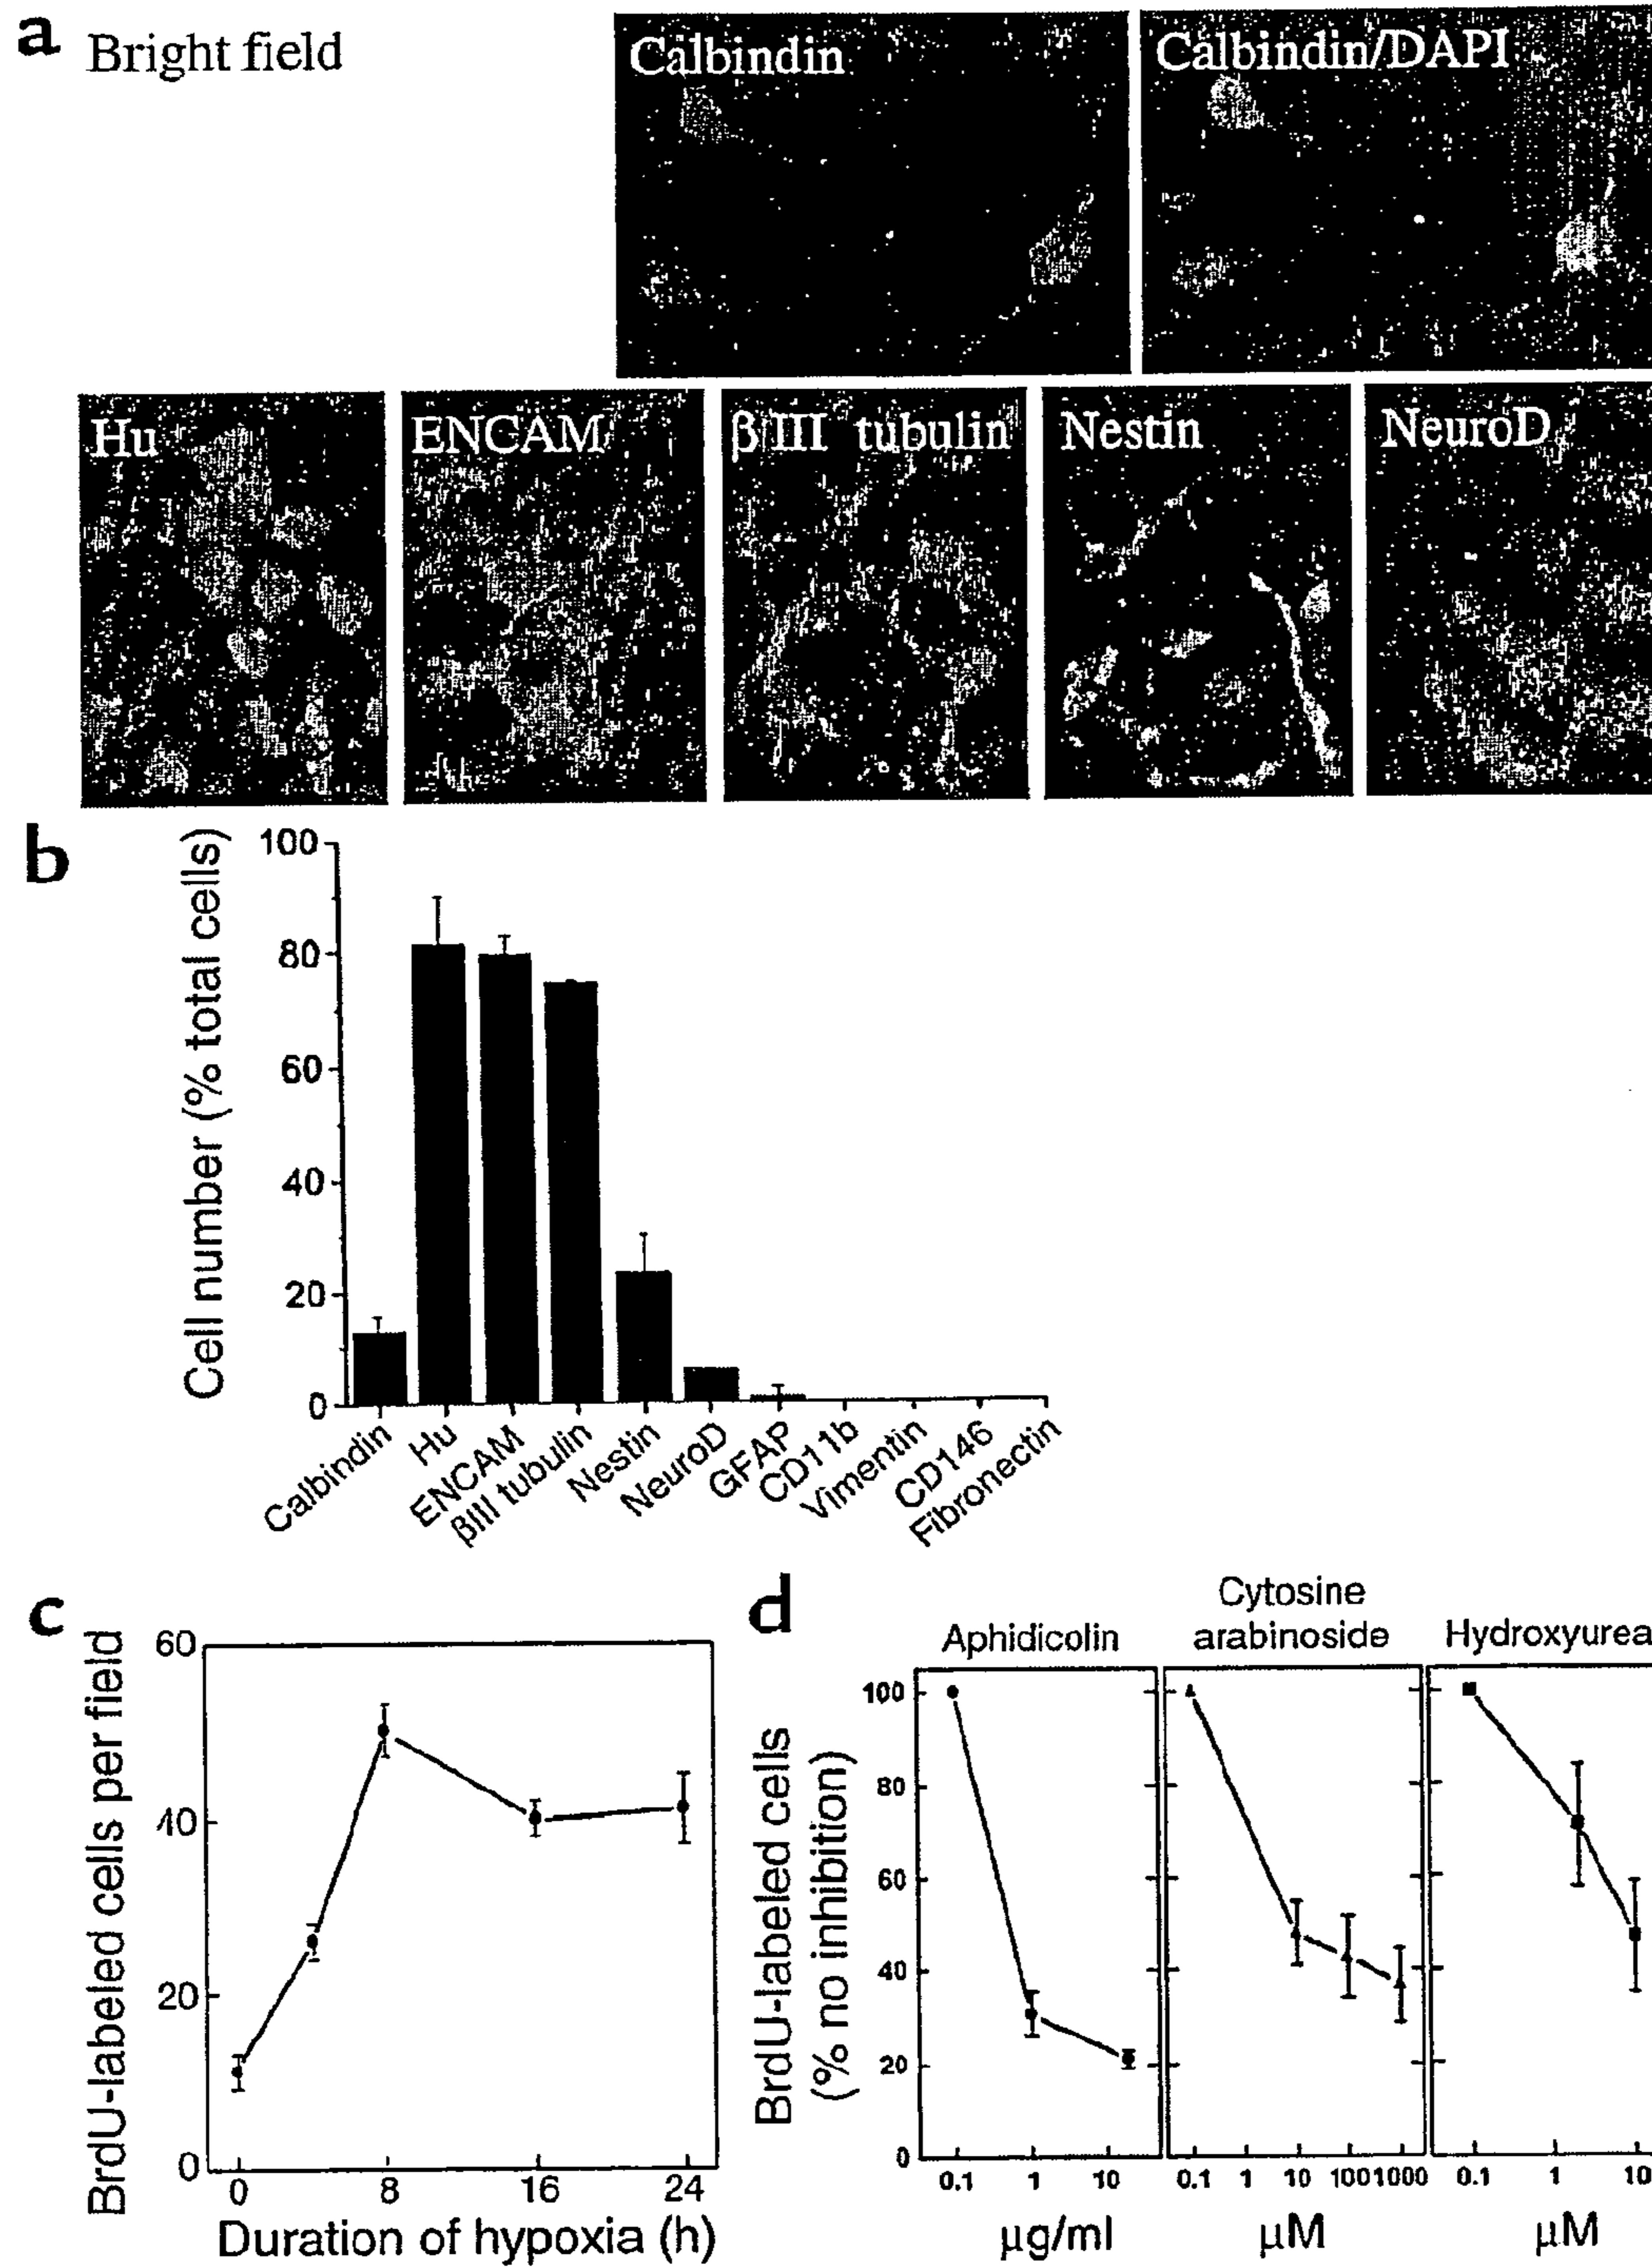 a Bright field
Calbindin
Calbindin/DAPI
Hu
ENCAM
βIII tubulin
Nestin
NeuroD
b
Cell number (% total cells)
100
80
60
40
20
0
Calbindin
Hu
ENCAM
βIII tubulin
Nestin
NeuroD
GFAP
CD11b
Vimentin
CD146
Fibronectin
c
BrdU-labeled cells per field
60
40
20
0
0 8 16 24
Duration of hypoxia (h)
d
Aphidicolin
Cytosine
arabinoside
Hydroxyurea
BrdU-labeled cells
(% no inhibition)
100
80
60
40
20
0
0.1 1 10
µg/ml
0.1 1 10 100 1000
µM
0.1 1 10
µM